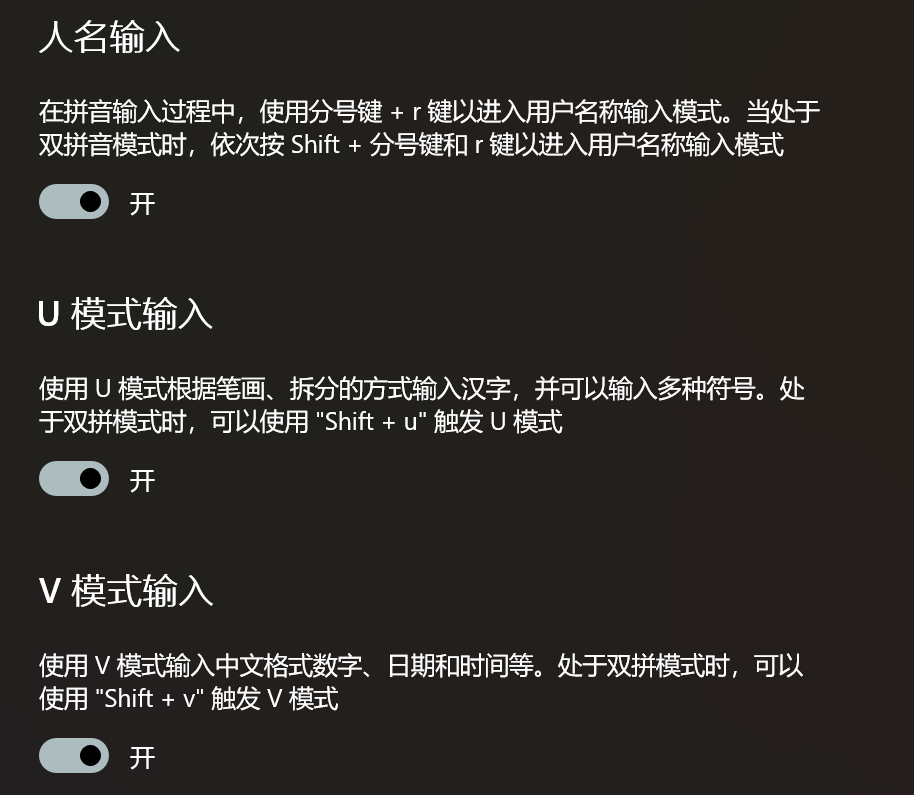 人名输入
在拼音输入过程中，使用分号键 + r 键以进入用户名称输入模式。当处于
双拼音模式时，依次按 Shift + 分号键和 r 键以进入用户名称输入模式
开
U 模式输入
使用 U 模式根据笔画、拆分的方式输入汉字，并可以输入多种符号。处
于双拼模式时，可以使用 "Shift + u" 触发 U 模式
开
V 模式输入
使用 V 模式输入中文格式数字、日期和时间等。处于双拼模式时，可以
使用 "Shift + v" 触发 V 模式
开